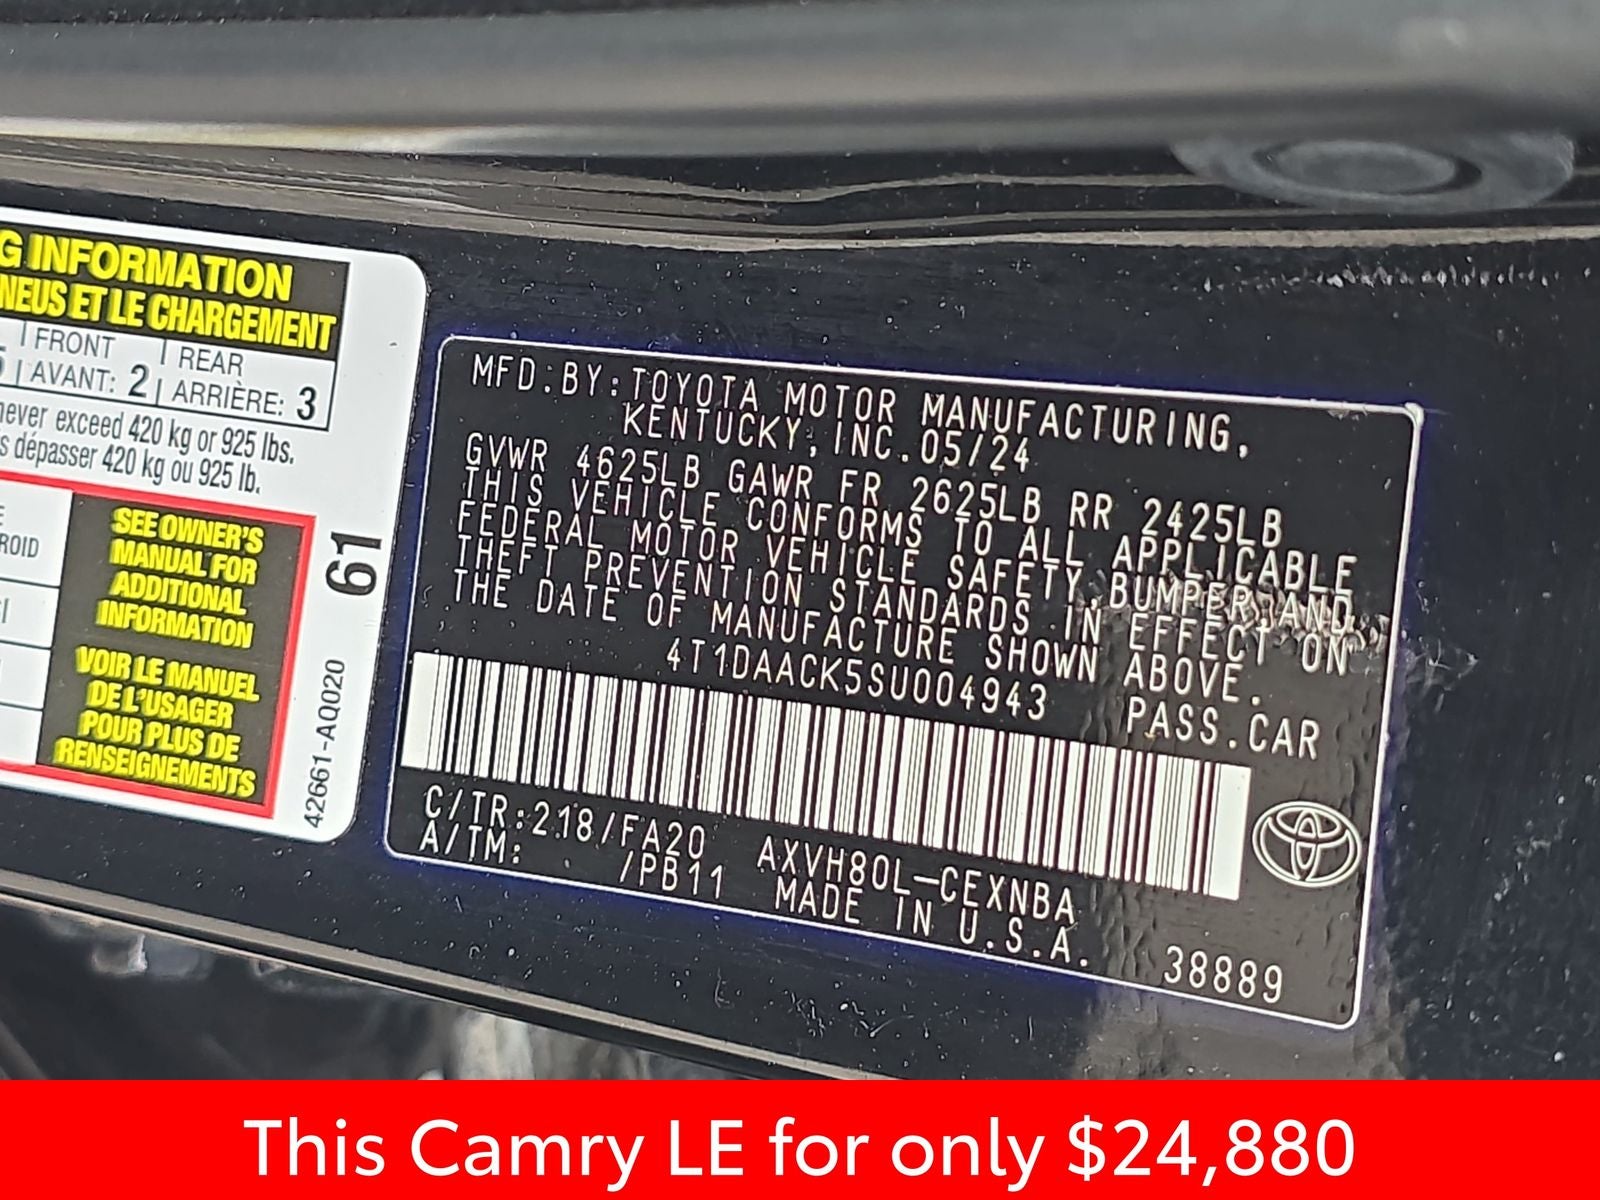 G INFORMATION
NEUS ET LE CHARGEMENT
FRONT REAR
AVANT: 2 ARRIÈRE: 3
never exceed 420 kg or 925 lbs.
s dépasser 420 kg ou 925 lb.
ROID
SEE OWNER'S
MANUAL FOR
ADDITIONAL
INFORMATION
VOIR LE MANUEL
DE L'USAGER
POUR PLUS DE
RENSEIGNEMENTS
61
42661-AQ020
MFD.BY:TOYOTA MOTOR MANUFACTURING,
KENTUCKY, INC.05/24
GVWR 4625LB GAWR FR 2625LB RR 2425LB
THIS VEHICLE CONFORMS TO ALL APPLICABLE
FEDERAL MOTOR VEHICLE SAFETY,BUMPER,AND
THEFT PREVENTION STANDARDS IN EFFECT ON
THE DATE OF MANUFACTURE SHOWN ABOVE.
4T1DAACK5SU004943 PASS.CAR
C/TR:218/FA20 AXVH80L-CEXNBA
A/TM: /PB11 MADE IN U.S.A.
38889
This Camry LE for only $24,880